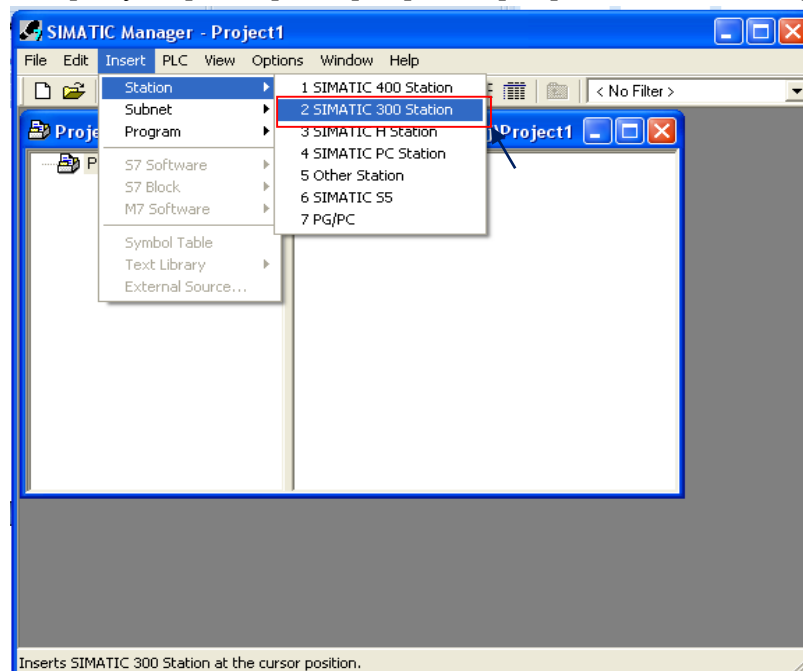 SIMATIC Manager - Project1
File Edit Insert PLC View Options Window Help
< No Filter >
Station
Subnet
Program
S7 Software
S7 Block
M7 Software
Symbol Table
Text Library
External Source...
1 SIMATIC 400 Station
2 SIMATIC 300 Station
3 SIMATIC H Station
4 SIMATIC PC Station
5 Other Station
6 SIMATIC S5
7 PG/PC
Proje
Project1
P
Inserts SIMATIC 300 Station at the cursor position.